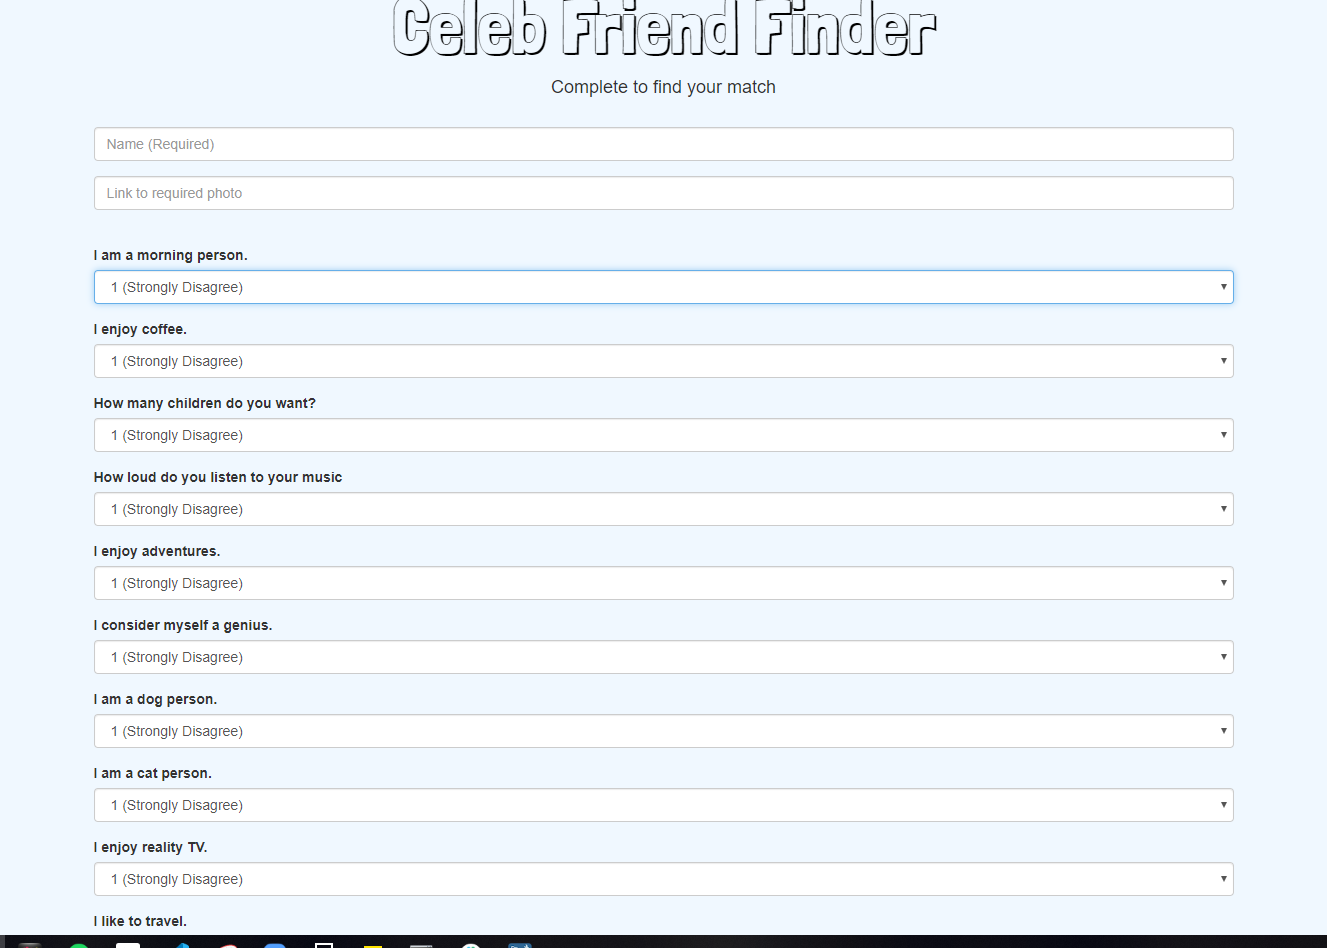 Celeb Friend Finder
Complete to find your match
Name (Required)
Link to required photo
I am a morning person.
1 (Strongly Disagree)
I enjoy coffee.
1 (Strongly Disagree)
How many children do you want?
1 (Strongly Disagree)
How loud do you listen to your music
1 (Strongly Disagree)
I enjoy adventures.
1 (Strongly Disagree)
I consider myself a genius.
1 (Strongly Disagree)
I am a dog person.
1 (Strongly Disagree)
I am a cat person.
1 (Strongly Disagree)
I enjoy reality TV.
1 (Strongly Disagree)
I like to travel.